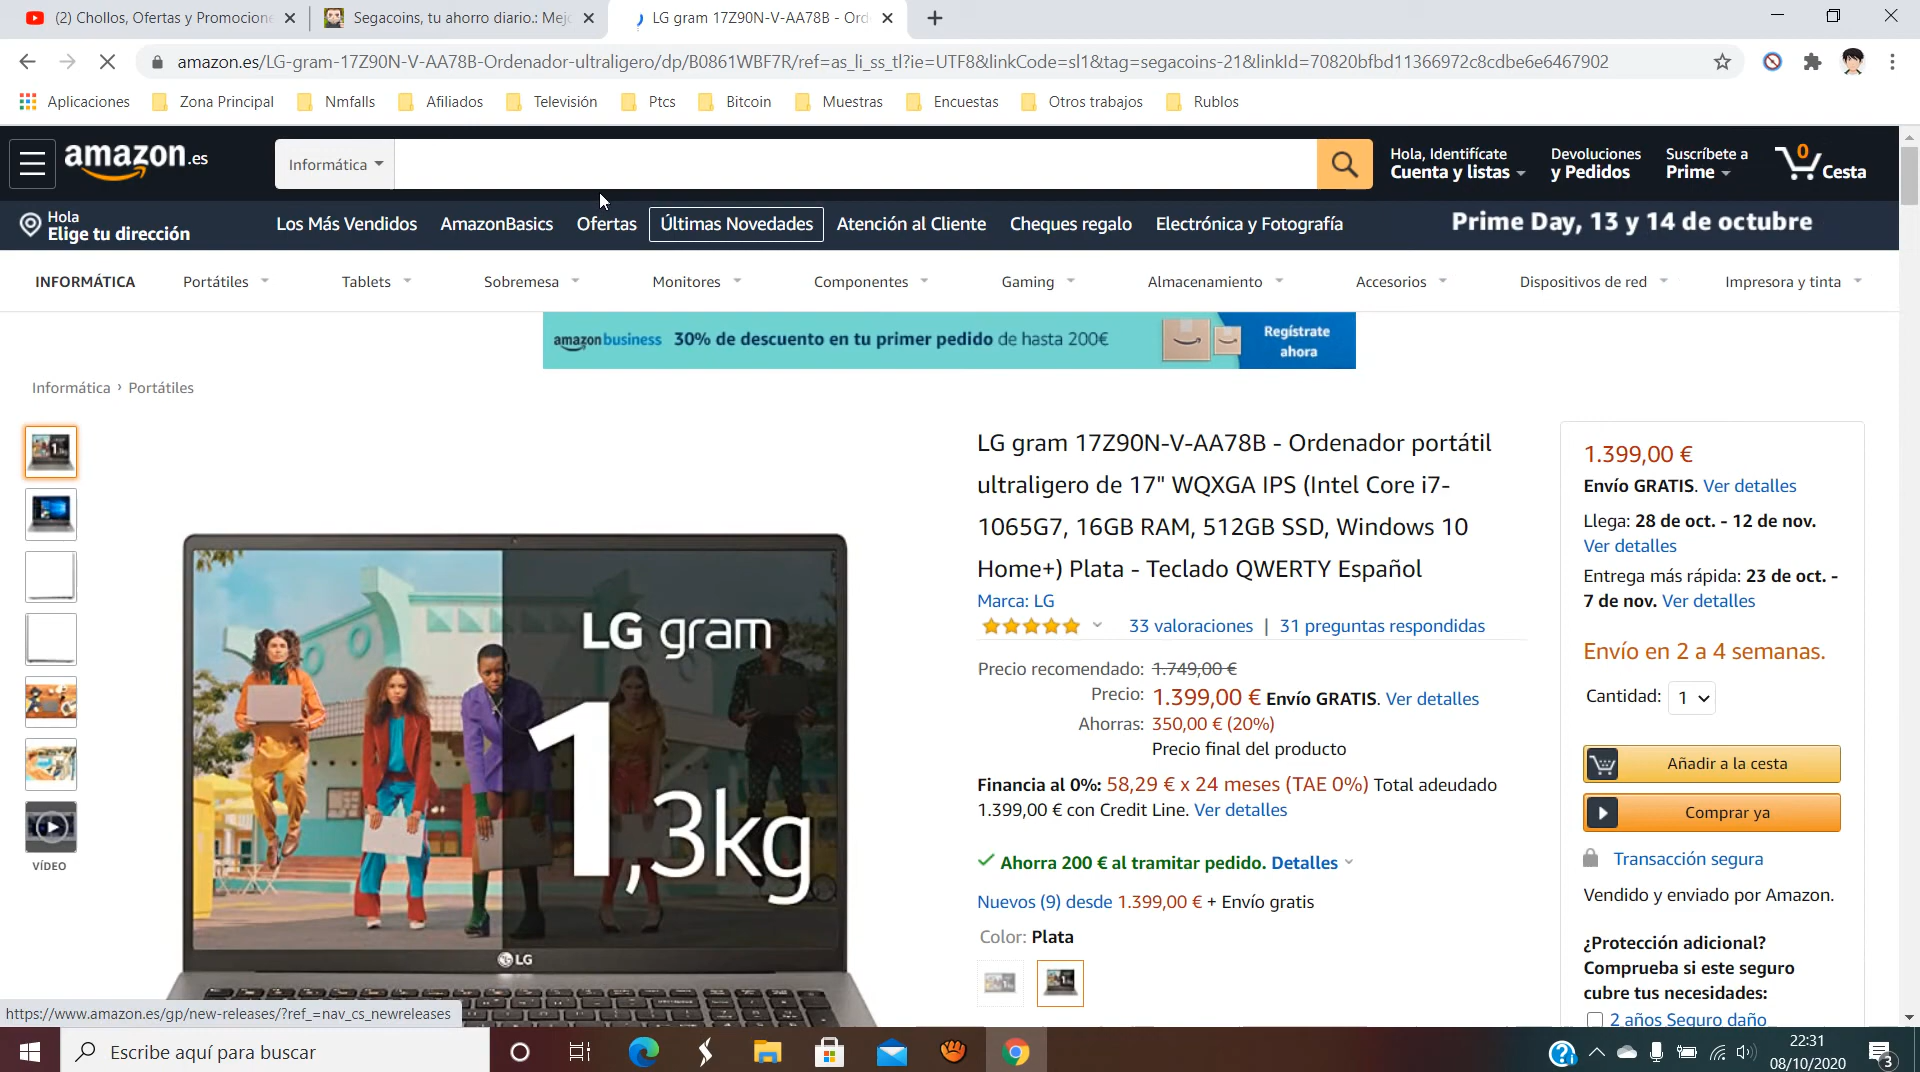 (2) Chollos, Ofertas y Promocione
Segacoins, tu ahorro diario.: Mej
LG gram 17Z90N-V-AA78B - Ord
amazon.es/LG-gram-17Z90N-V-AA78B-Ordenador-ultraligero/dp/B0861WBF7R/ref=as_li_ss_tl?ie=UTF8&linkCode=sl1&tag=segacoins-21&linkId=70820bfbd11366972c8cdbe6e6467902
Aplicaciones Zona Principal Nmfalls Afiliados Televisión Ptcs Bitcoin Muestras Encuestas Otros trabajos Rublos
amazon.es
Informática
Hola, Identifícate
Cuenta y listas
Devoluciones
y Pedidos
Suscríbete a
Prime
0
Cesta
Hola
Elige tu dirección
Los Más Vendidos AmazonBasics Ofertas Últimas Novedades Atención al Cliente Cheques regalo Electrónica y Fotografía
Prime Day, 13 y 14 de octubre
INFORMÁTICA Portátiles Tablets Sobremesa Monitores Componentes Gaming Almacenamiento Accesorios Dispositivos de red Impresora y tinta
amazon business 30% de descuento en tu primer pedido de hasta 200€
Regístrate
ahora
Informática › Portátiles
VÍDEO
LG gram
1,3kg
LG
LG gram 17Z90N-V-AA78B - Ordenador portátil
ultraligero de 17" WQXGA IPS (Intel Core i7-
1065G7, 16GB RAM, 512GB SSD, Windows 10
Home+) Plata - Teclado QWERTY Español
Marca: LG
33 valoraciones | 31 preguntas respondidas
Precio recomendado: 1.749,00 €
Precio: 1.399,00 € Envío GRATIS. Ver detalles
Ahorras: 350,00 € (20%)
Precio final del producto
Financia al 0%: 58,29 € x 24 meses (TAE 0%) Total adeudado
1.399,00 € con Credit Line. Ver detalles
Ahorra 200 € al tramitar pedido. Detalles
Nuevos (9) desde 1.399,00 € + Envío gratis
Color: Plata
1.399,00 €
Envío GRATIS. Ver detalles
Llega: 28 de oct. - 12 de nov.
Ver detalles
Entrega más rápida: 23 de oct. -
7 de nov. Ver detalles
Envío en 2 a 4 semanas.
Cantidad: 1
Añadir a la cesta
Comprar ya
Transacción segura
Vendido y enviado por Amazon.
¿Protección adicional?
Comprueba si este seguro
cubre tus necesidades:
2 años Seguro daño
https://www.amazon.es/gp/new-releases/?ref_=nav_cs_newreleases
Escribe aquí para buscar
22:31
08/10/2020
3